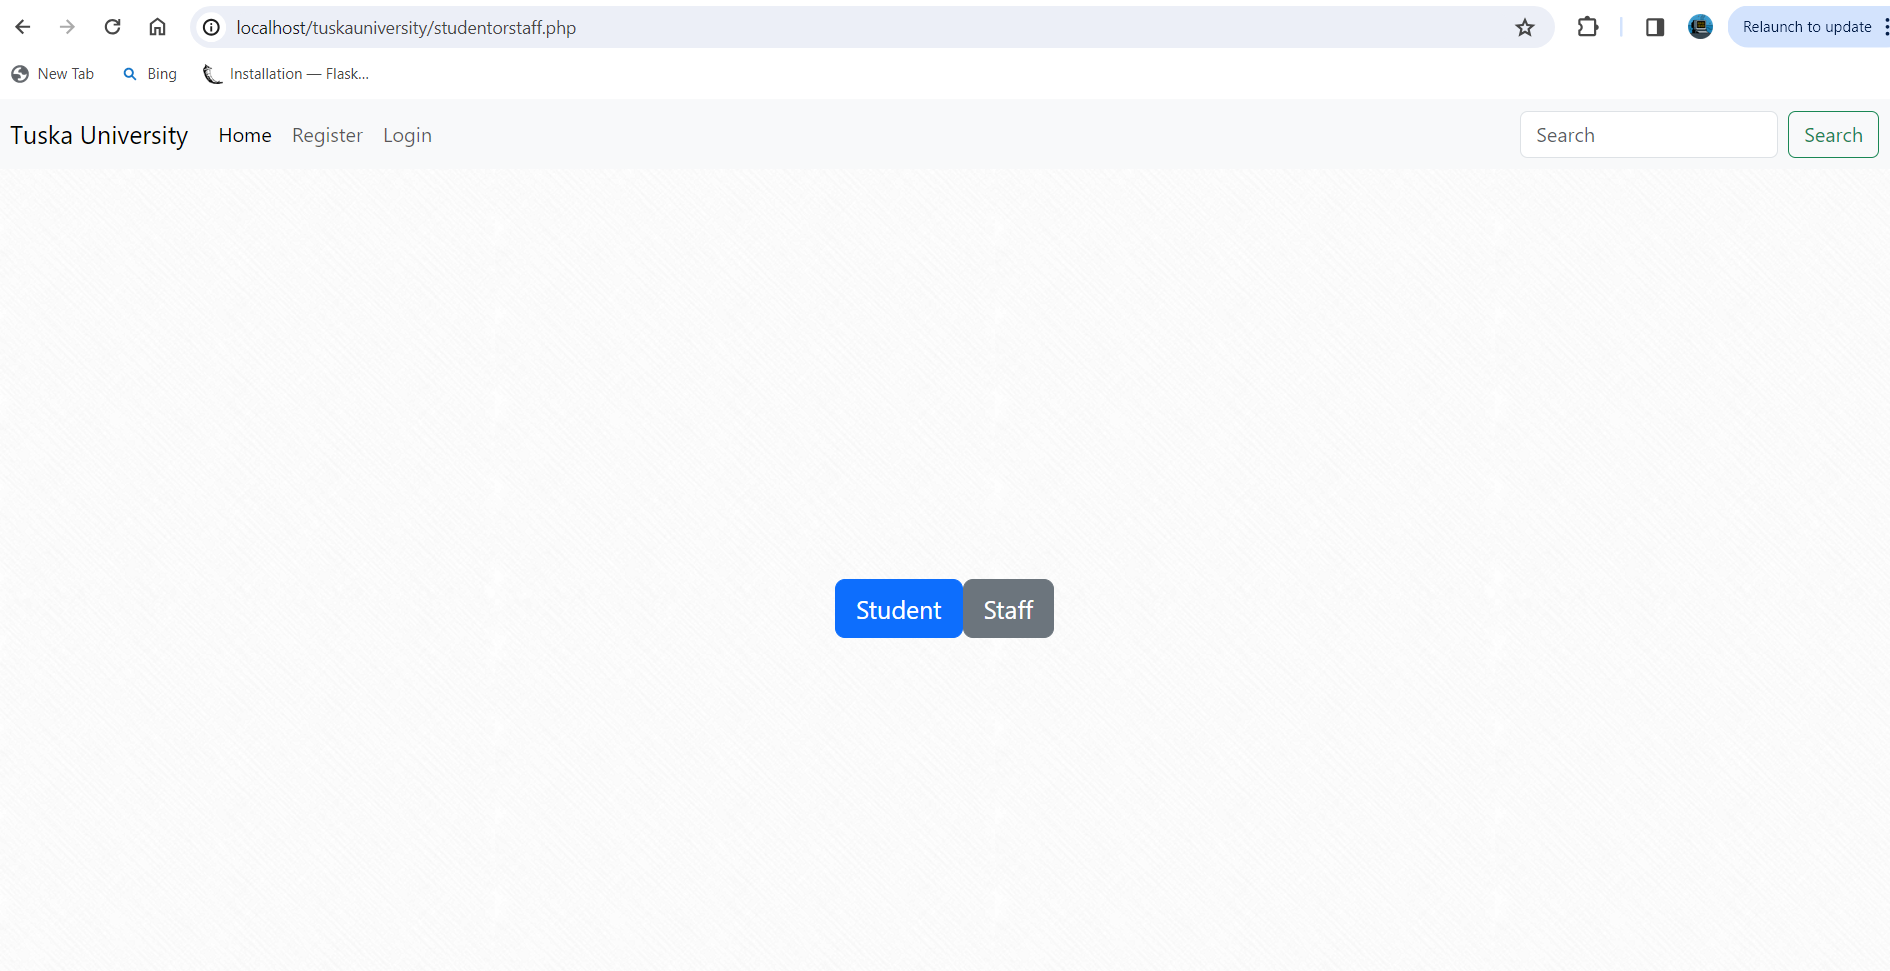 localhost/tuskauniversity/studentorstaff.php
Relaunch to update
New Tab
Bing
Installation — Flask...
Tuska University
Home
Register
Login
Search
Search
Student
Staff